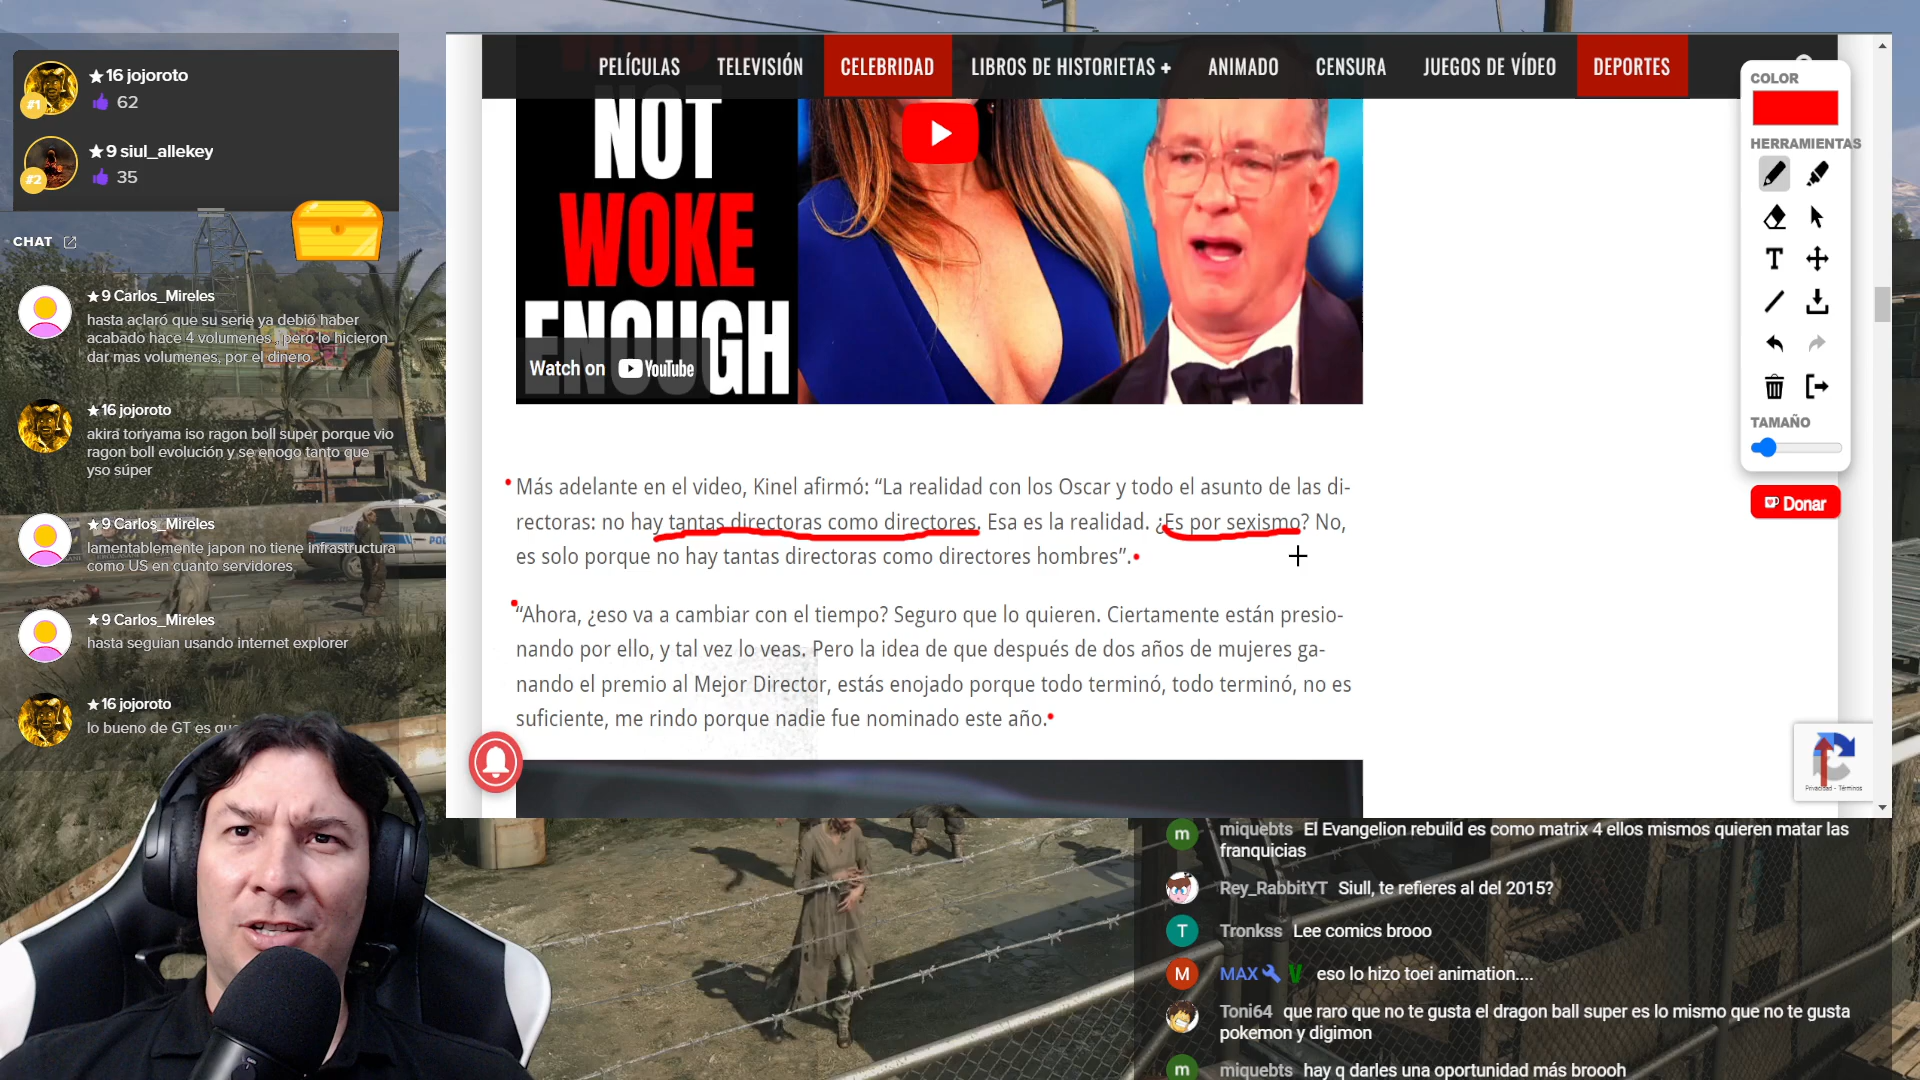 #1
★16 jojoroto
62
#2
★9 siul_allekey
35
CHAT
★9 Carlos_Mireles
hasta aclaró que su serie ya debió haber
acabado hace 4 volumenes , pero lo hicieron
dar mas volumenes, por el dinero.
★16 jojoroto
akira toriyama iso ragon boll super porque vio
ragon boll evolución y se enogo tanto que
yso súper
★9 Carlos_Mireles
lamentablemente japon no tiene infrastructura
como US en cuanto servidores.
★9 Carlos_Mireles
hasta seguian usando internet explorer
★16 jojoroto
lo bueno de GT es que
PELÍCULAS TELEVISIÓN CELEBRIDAD LIBROS DE HISTORIETAS + ANIMADO CENSURA JUEGOS DE VÍDEO DEPORTES
NOT
WOKE
ENOUGH
Watch on YouTube
Más adelante en el video, Kinel afirmó: “La realidad con los Oscar y todo el asunto de las di-
rectoras: no hay tantas directoras como directores. Esa es la realidad. ¿Es por sexismo? No,
es solo porque no hay tantas directoras como directores hombres”.
“Ahora, ¿eso va a cambiar con el tiempo? Seguro que lo quieren. Ciertamente están presio-
nando por ello, y tal vez lo veas. Pero la idea de que después de dos años de mujeres ga-
nando el premio al Mejor Director, estás enojado porque todo terminó, todo terminó, no es
suficiente, me rindo porque nadie fue nominado este año.
COLOR
HERRAMIENTAS
T
TAMAÑO
Donar
Privacidad - Términos
POL
m miquebts El Evangelion rebuild es como matrix 4 ellos mismos quieren matar las
franquicias
Rey_RabbitYT Siull, te refieres al del 2015?
T Tronkss Lee comics brooo
M MAX eso lo hizo toei animation....
Toni64 que raro que no te gusta el dragon ball super es lo mismo que no te gusta
pokemon y digimon
m miquebts hay q darles una oportunidad más broooh